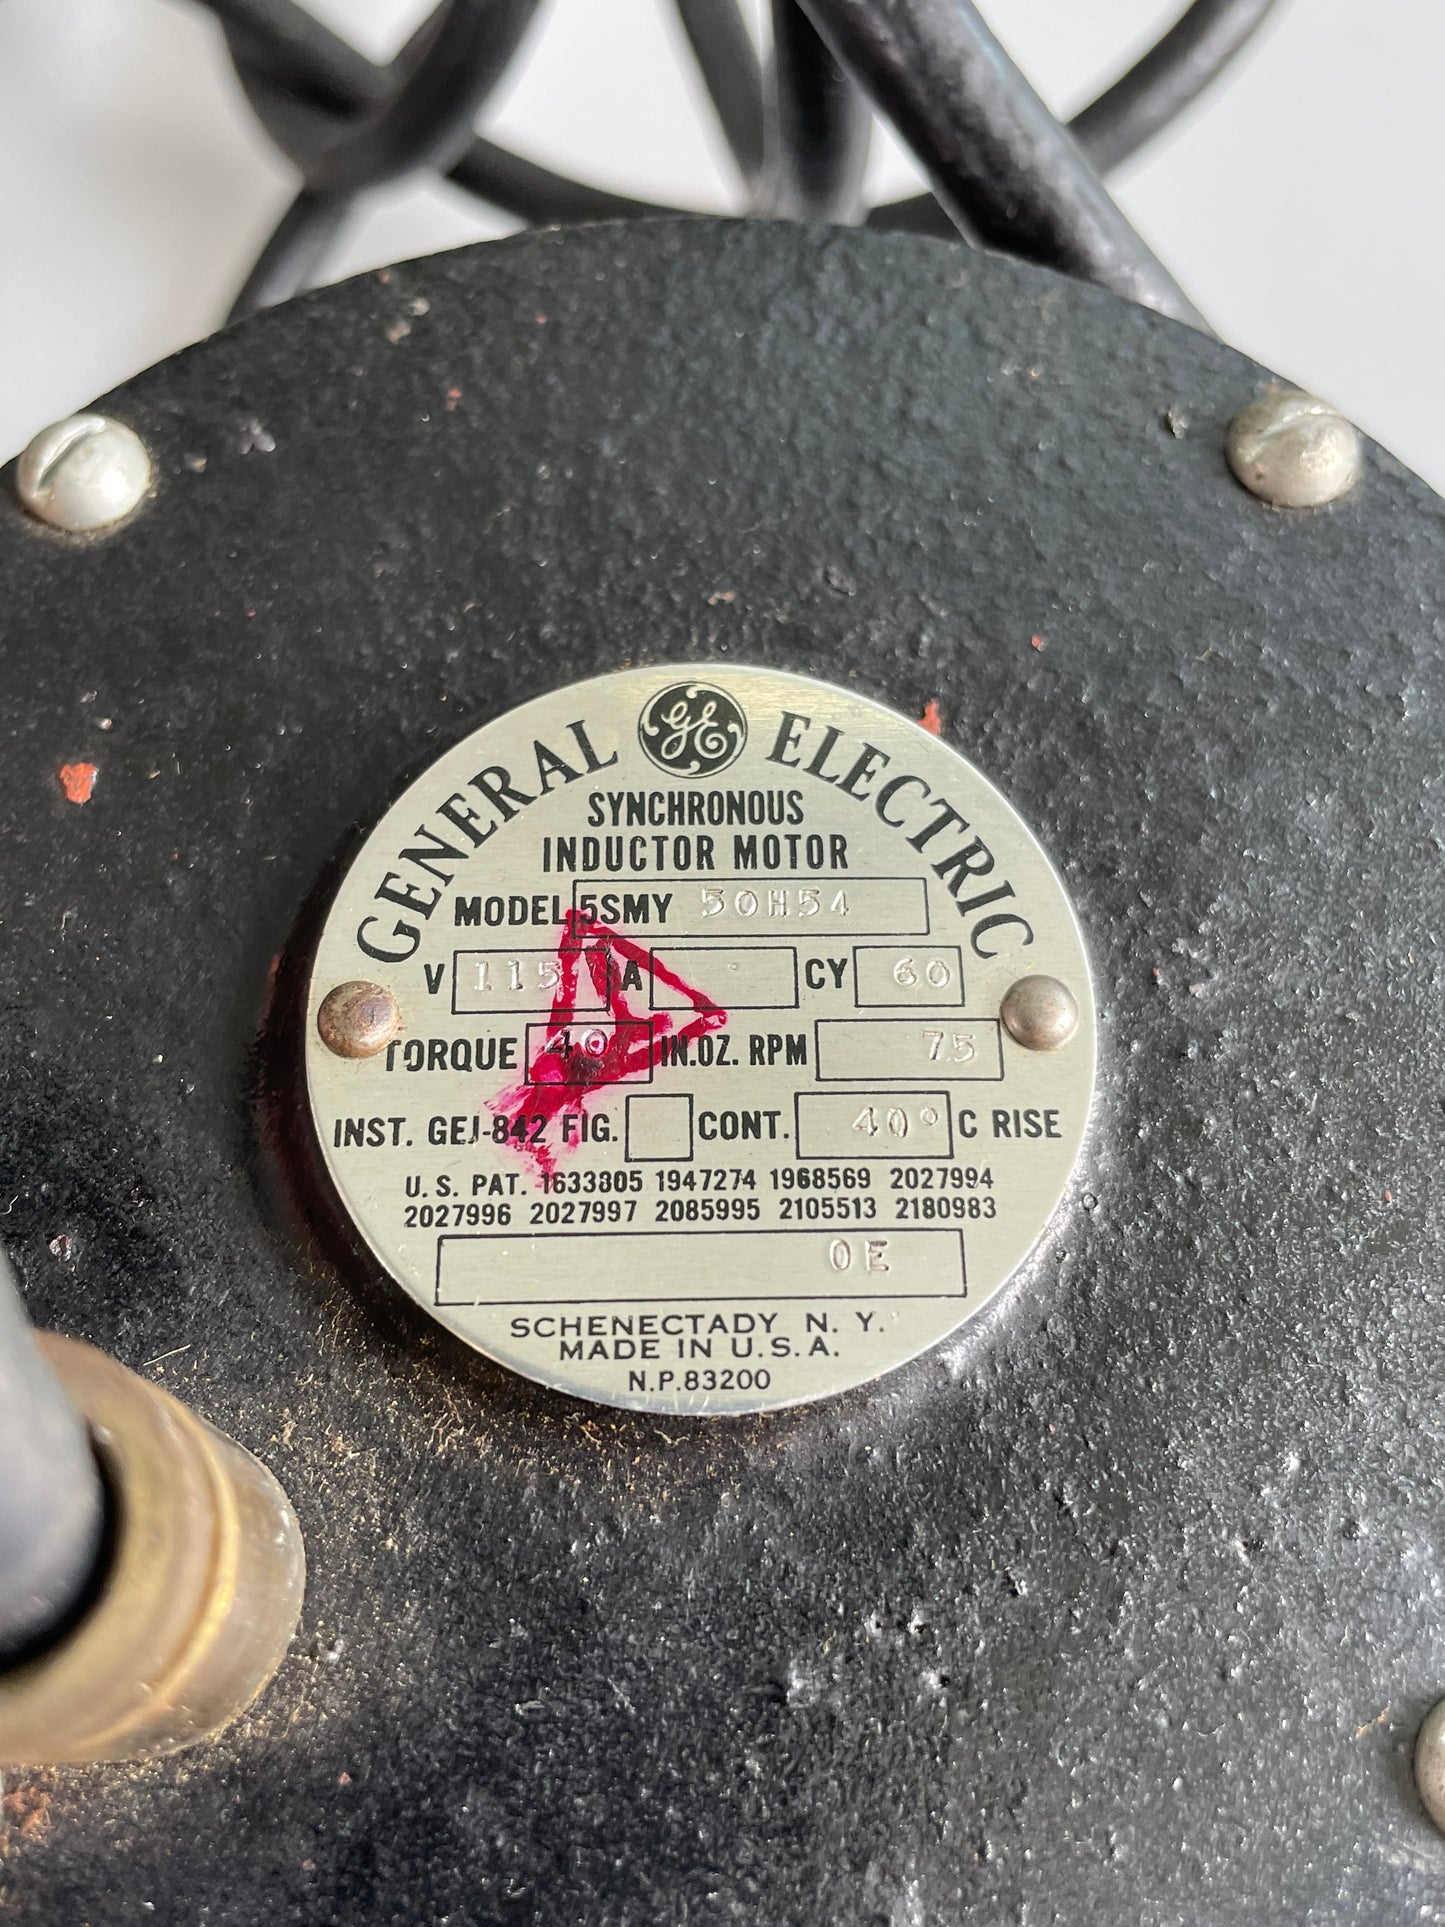 GENERAL GE ELECTRIC
SYNCHRONOUS
INDUCTOR MOTOR
MODEL 5SMY 50H54
V 115 A CY 60
TORQUE 40 IN.OZ. RPM 75
INST. GEJ-842 FIG. CONT. 40° C RISE
U.S. PAT. 1633805 1947274 1968569 2027994
2027996 2027997 2085995 2105513 2180983
OE
SCHENECTADY N. Y.
MADE IN U.S.A.
N.P.83200